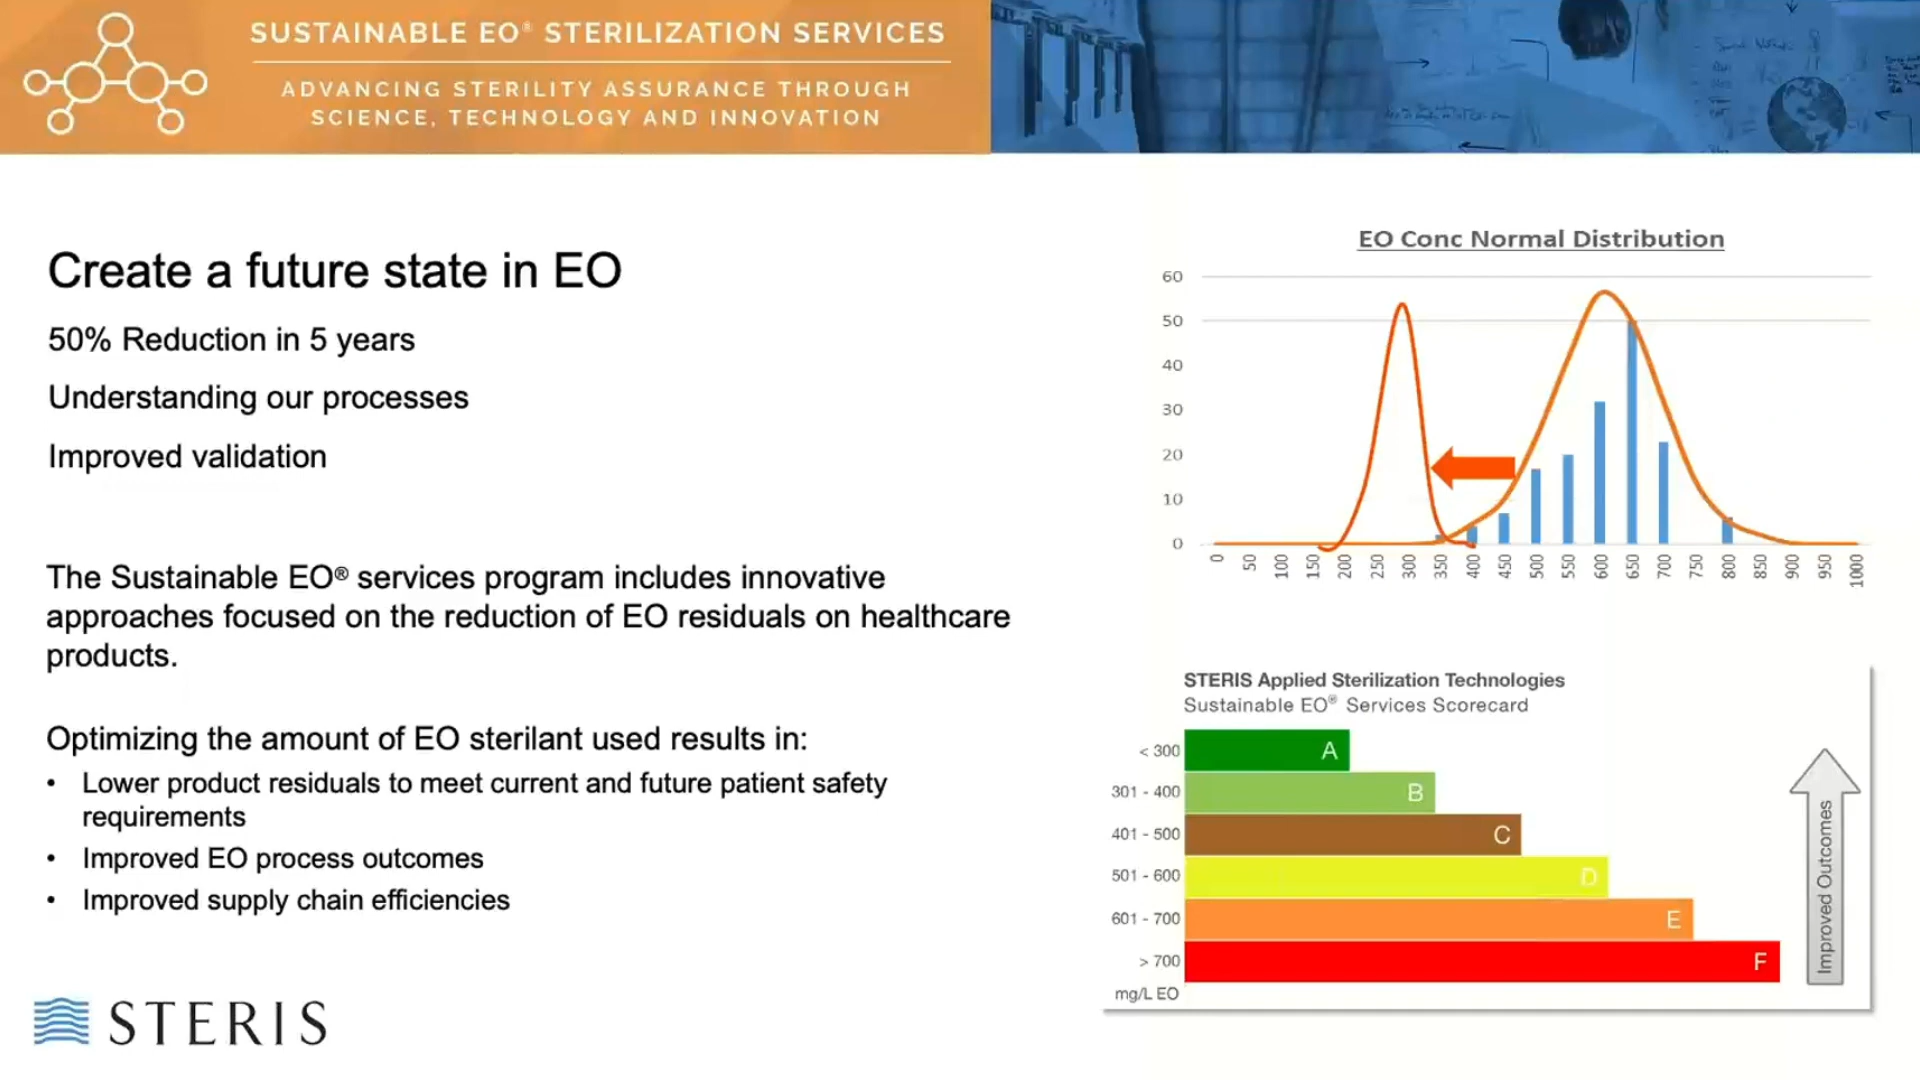 SUSTAINABLE EO® STERILIZATION SERVICES
ADVANCING STERILITY ASSURANCE THROUGH
SCIENCE, TECHNOLOGY AND INNOVATION
Create a future state in EO
50% Reduction in 5 years
Understanding our processes
Improved validation
The Sustainable EO® services program includes innovative
approaches focused on the reduction of EO residuals on healthcare
products.
Optimizing the amount of EO sterilant used results in:
• Lower product residuals to meet current and future patient safety
requirements
• Improved EO process outcomes
• Improved supply chain efficiencies
STERIS
EO Conc Normal Distribution
60
50
40
30
20
10
0
0 50 100 150 200 250 300 350 400 450 500 550 600 650 700 750 800 850 900 950 1000
STERIS Applied Sterilization Technologies
Sustainable EO® Services Scorecard
< 300 A
301 - 400 B
401 - 500 C
501 - 600 D
601 - 700 E
> 700 F
mg/L EO
Improved Outcomes